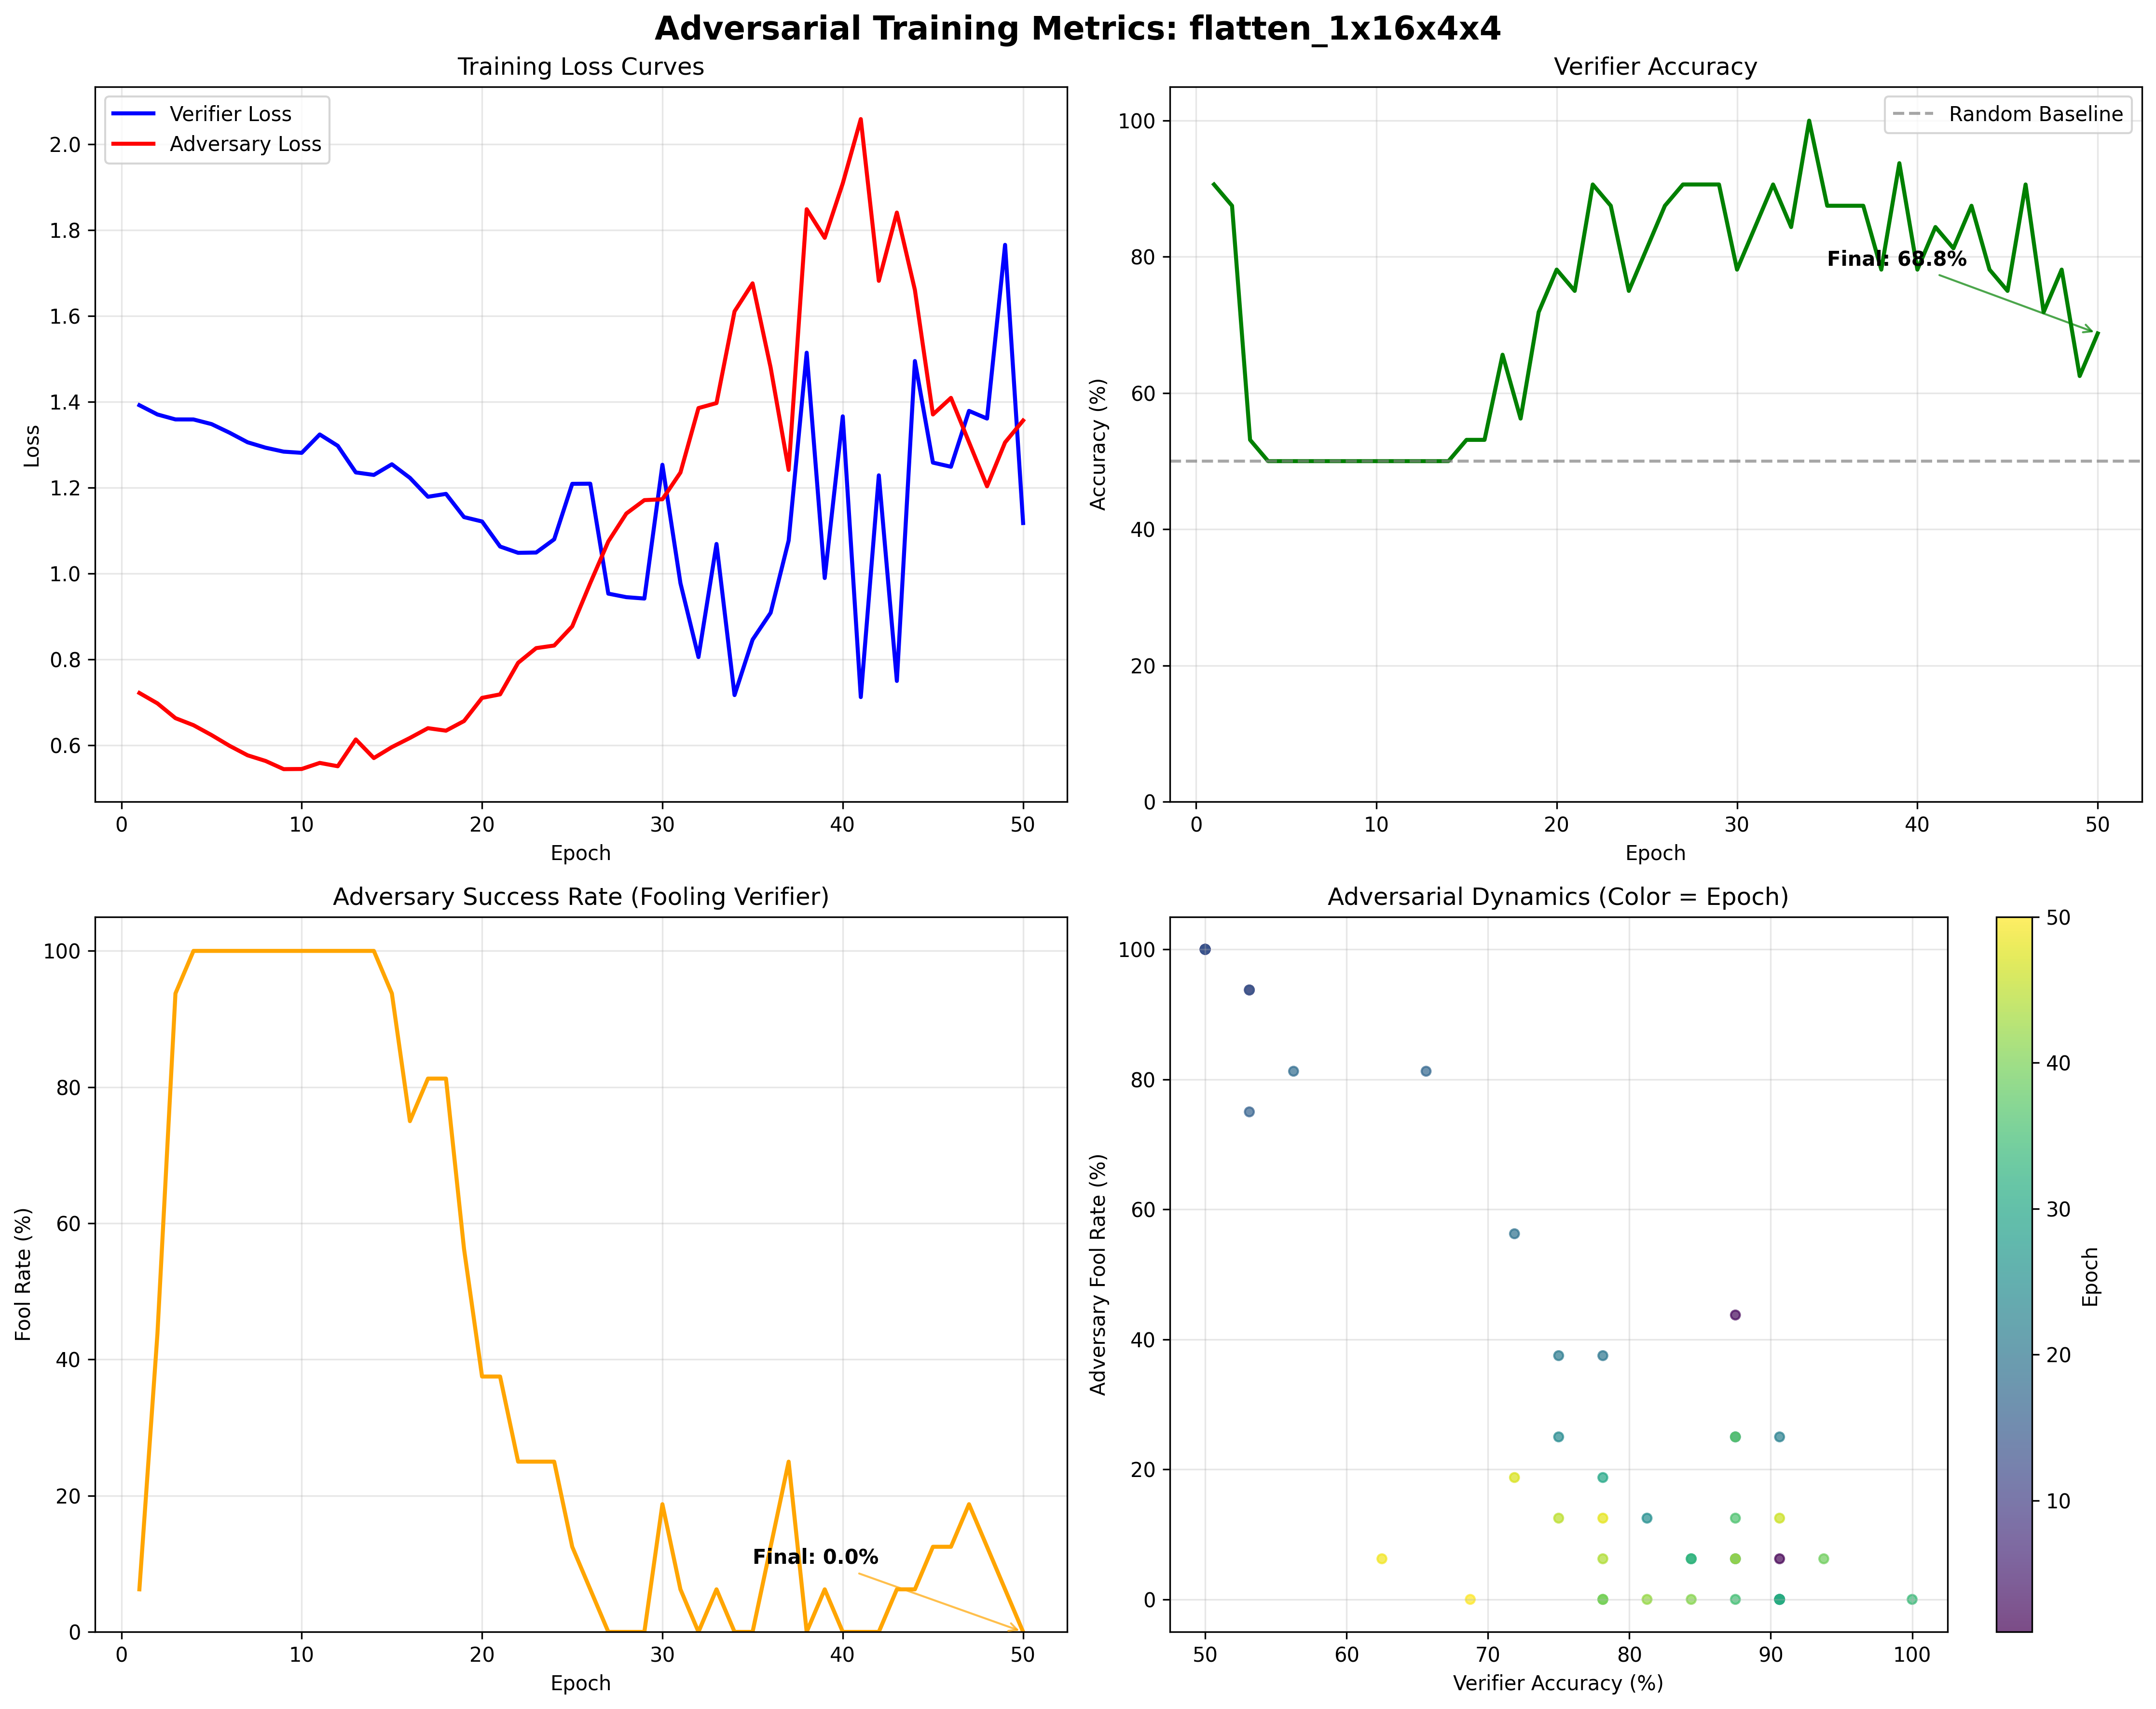 Adversarial Training Metrics: flatten_1x16x4x4
Training Loss Curves
Verifier Loss
Adversary Loss
Loss
2.0
1.8
1.6
1.4
1.2
1.0
0.8
0.6
0 10 20 30 40 50
Epoch
Verifier Accuracy
Random Baseline
Final: 68.8%
Accuracy (%)
100
80
60
40
20
0
0 10 20 30 40 50
Epoch
Adversary Success Rate (Fooling Verifier)
Final: 0.0%
Fool Rate (%)
100
80
60
40
20
0
0 10 20 30 40 50
Epoch
Adversarial Dynamics (Color = Epoch)
Adversary Fool Rate (%)
100
80
60
40
20
0
50 60 70 80 90 100
Verifier Accuracy (%)
50
40
30
20
10
Epoch